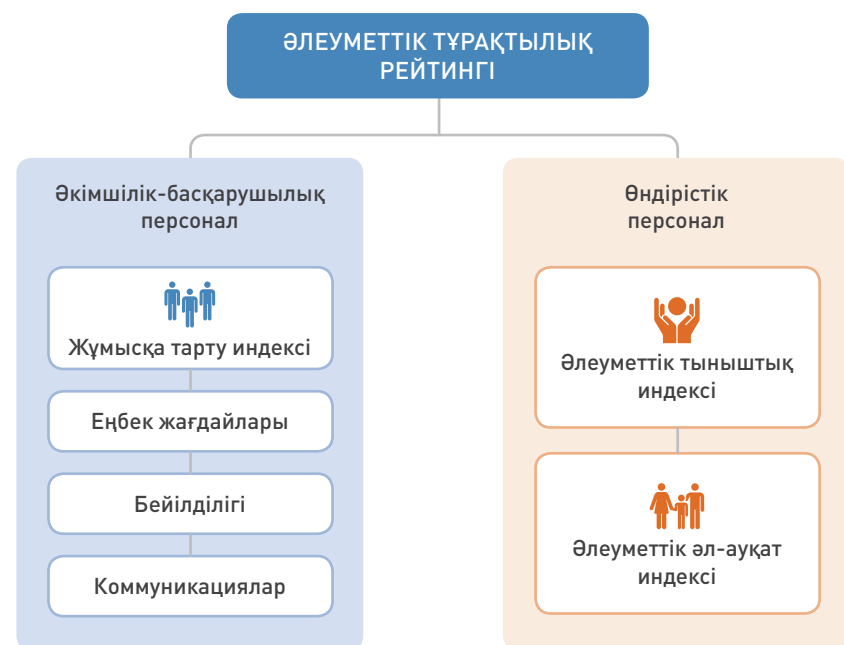 ӘЛЕУМЕТТІК ТҰРАҚТЫЛЫҚ
РЕЙТИНГІ
Әкімшілік-басқарушылық
персонал
Жұмысқа тарту индексі
Еңбек жағдайлары
Бейілділігі
Коммуникациялар
Өндірістік
персонал
Әлеуметтік тыныштық
индексі
Әлеуметтік әл-ауқат
индексі